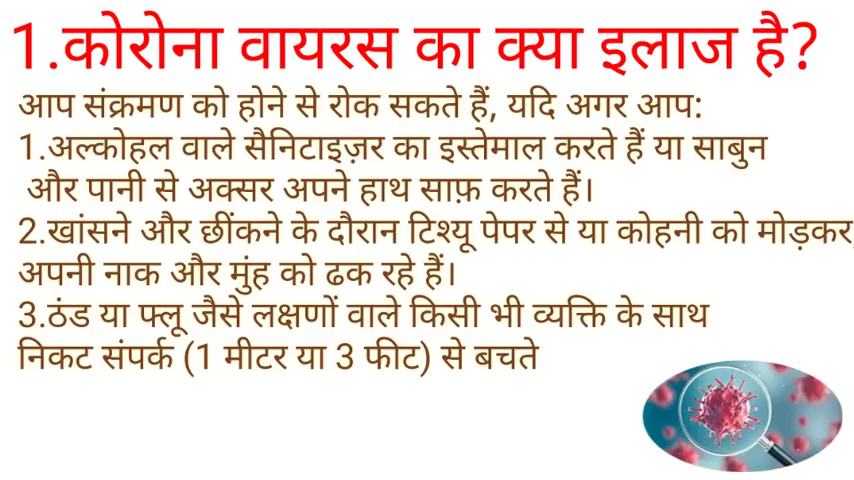 1.कोरोना वायरस का क्या इलाज है?
आप संक्रमण को होने से रोक सकते हैं, यदि अगर आप:
1.अल्कोहल वाले सैनिटाइज़र का इस्तेमाल करते हैं या साबुन
और पानी से अक्सर अपने हाथ साफ़ करते हैं।
2.खांसने और छींकने के दौरान टिश्यू पेपर से या कोहनी को मोड़कर,
अपनी नाक और मुंह को ढक रहे हैं।
3.ठंड या फ्लू जैसे लक्षणों वाले किसी भी व्यक्ति के साथ
निकट संपर्क (1 मीटर या 3 फीट) से बचते